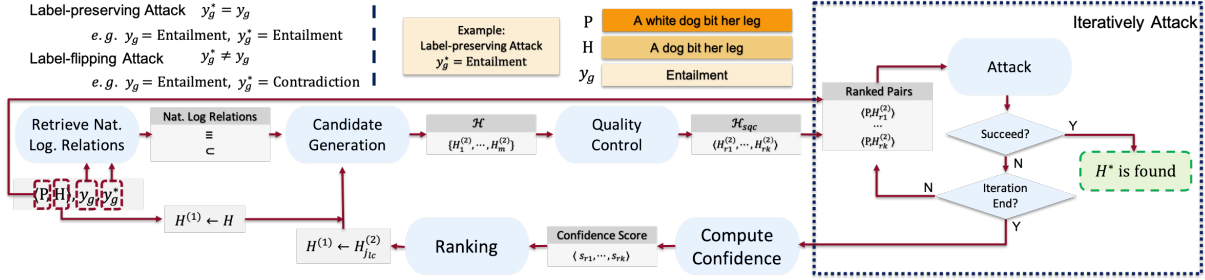 Label-preserving Attack y*g = yg
e.g. yg = Entailment, y*g = Entailment
Label-flipping Attack y*g ≠ yg
e.g. yg = Entailment, y*g = Contradiction
Example:
Label-preserving Attack
y*g = Entailment
P A white dog bit her leg
H A dog bit her leg
yg Entailment
Iteratively Attack
Retrieve Nat.
Log. Relations
Nat. Log Relations
≡
⊏
Candidate
Generation
ℋ
{H1(2), ⋯, Hm(2)}
Quality
Control
ℋsqc
⟨Hr1(2), ⋯, Hrk(2)⟩
Ranked Pairs
⟨P,Hr1(2)⟩
...
⟨P,Hrk(2)⟩
Attack
Succeed?
Y
N
H* is found
Iteration
End?
N
Y
⟨P, H⟩, yg y*g
H(1) ← H
H(1) ← Hjlc(2)
Ranking
Confidence Score
⟨ sr1, ⋯, srk⟩
Compute
Confidence